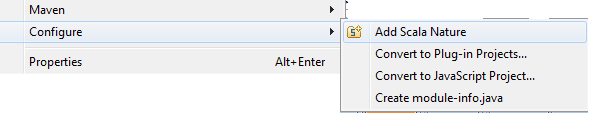 Maven
Configure
Properties Alt+Enter
Add Scala Nature
Convert to Plug-in Projects...
Convert to JavaScript Project...
Create module-info.java